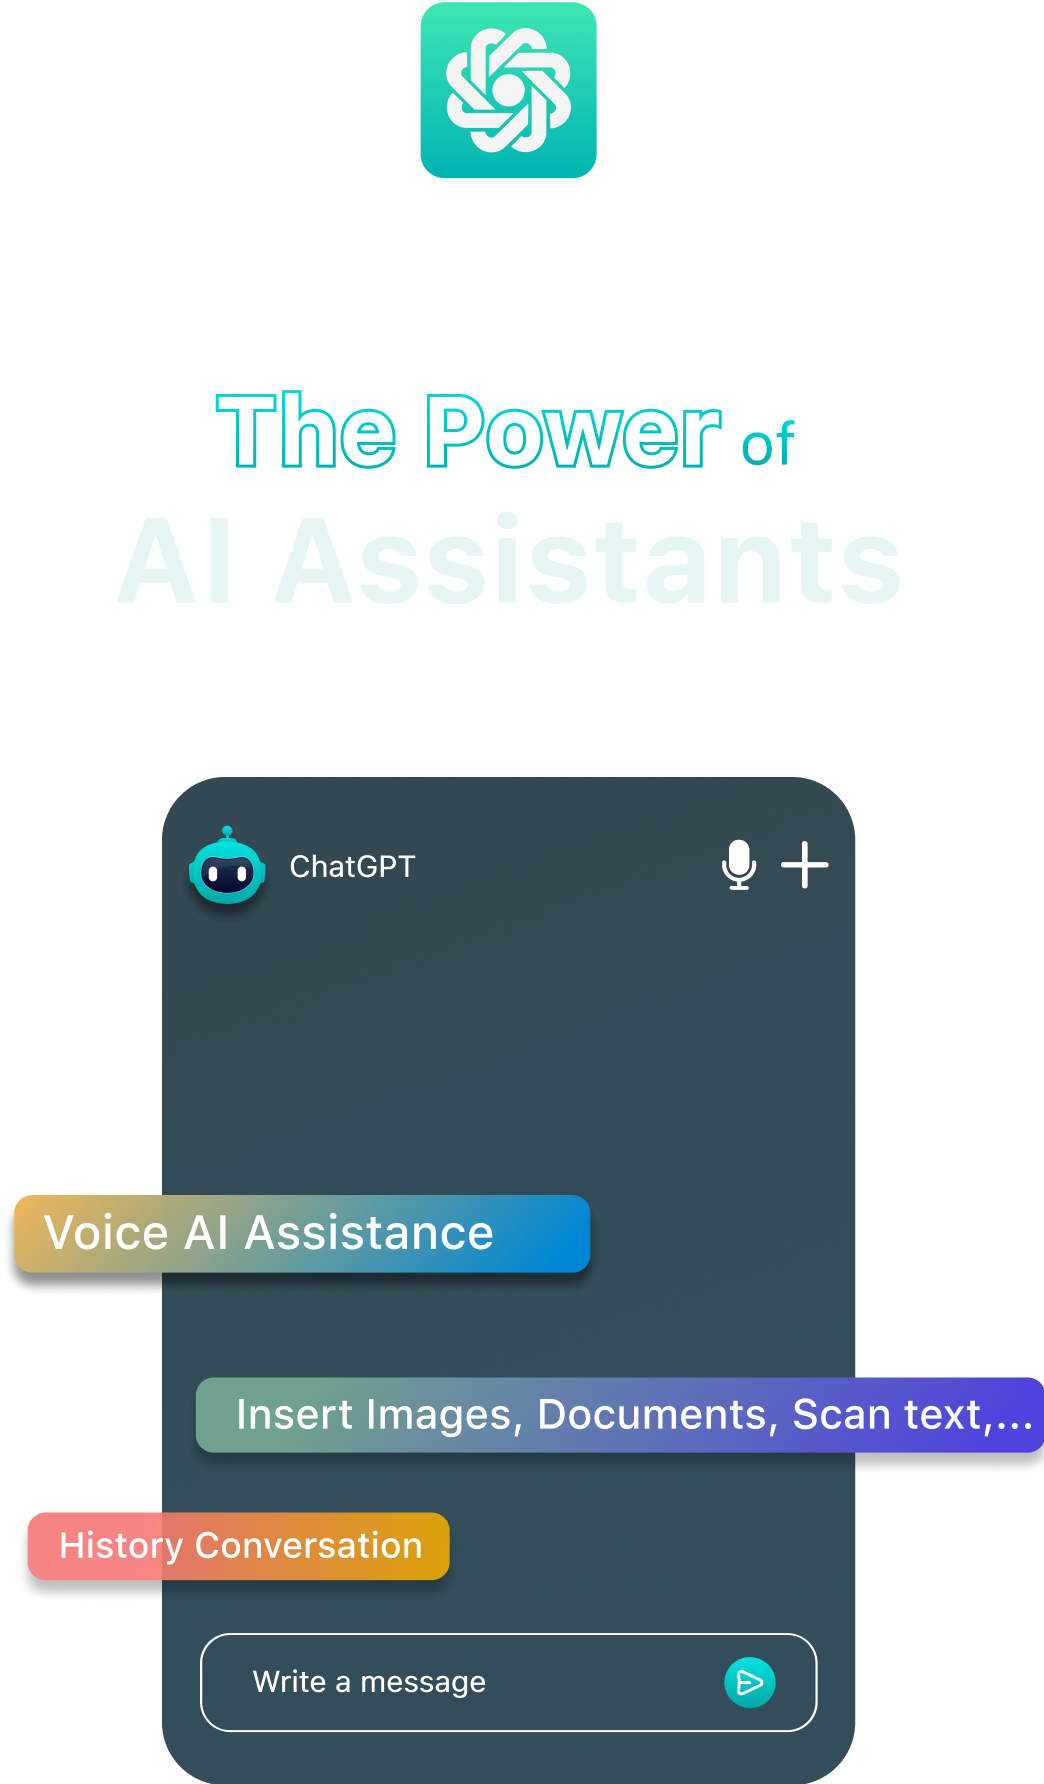 The Power of
AI Assistants
ChatGPT
Voice AI Assistance
Insert Images, Documents, Scan text,...
History Conversation
Write a message